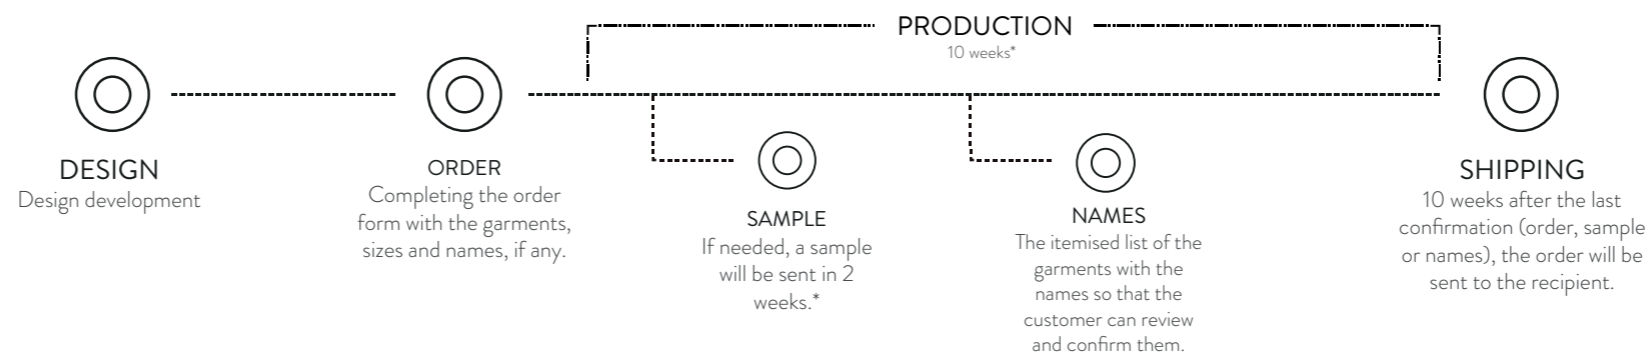 PRODUCTION
10 weeks*
DESIGN
Design development
ORDER
Completing the order
form with the garments,
sizes and names, if any.
SAMPLE
If needed, a sample
will be sent in 2
weeks.*
NAMES
The itemised list of the
garments with the
names so that the
customer can review
and confirm them.
SHIPPING
10 weeks after the last
confirmation (order, sample
or names), the order will be
sent to the recipient.